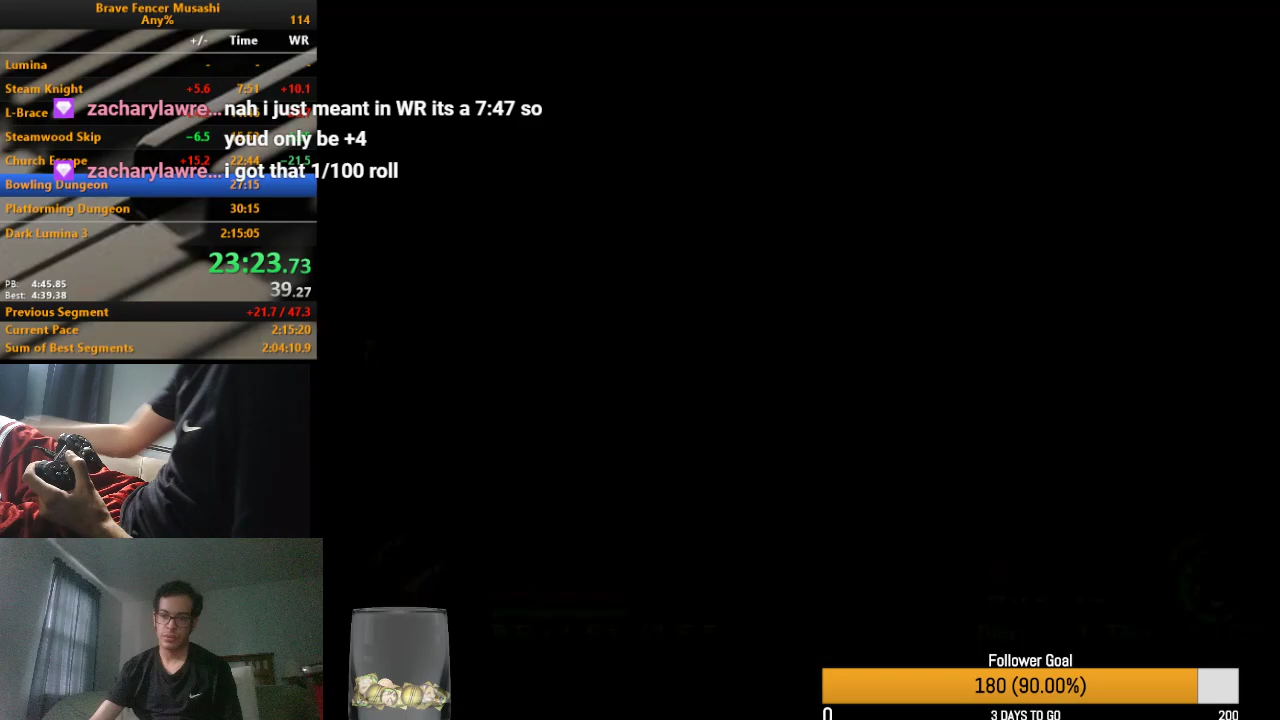 Brave Fencer Musashi
Any% 114
+/- Time WR
Lumina - - -
Steam Knight +5.6 7:51 +10.1
zacharylawre... nah i just meant in WR its a 7:47 so
L-Brace
youd only be +4
Steamwood Skip −6.5
Church Escape +15.2 22:44 −21.5
zacharylawre... i got that 1/100 roll
Bowling Dungeon 27:15
Platforming Dungeon 30:15
Dark Lumina 3 2:15:05
23:23.73
PB: 4:45.85
Best: 4:39.38
39.27
Previous Segment +21.7 / 47.3
Current Pace 2:15:20
Sum of Best Segments 2:04:10.9
Follower Goal
180 (90.00%)
0 3 DAYS TO GO 200